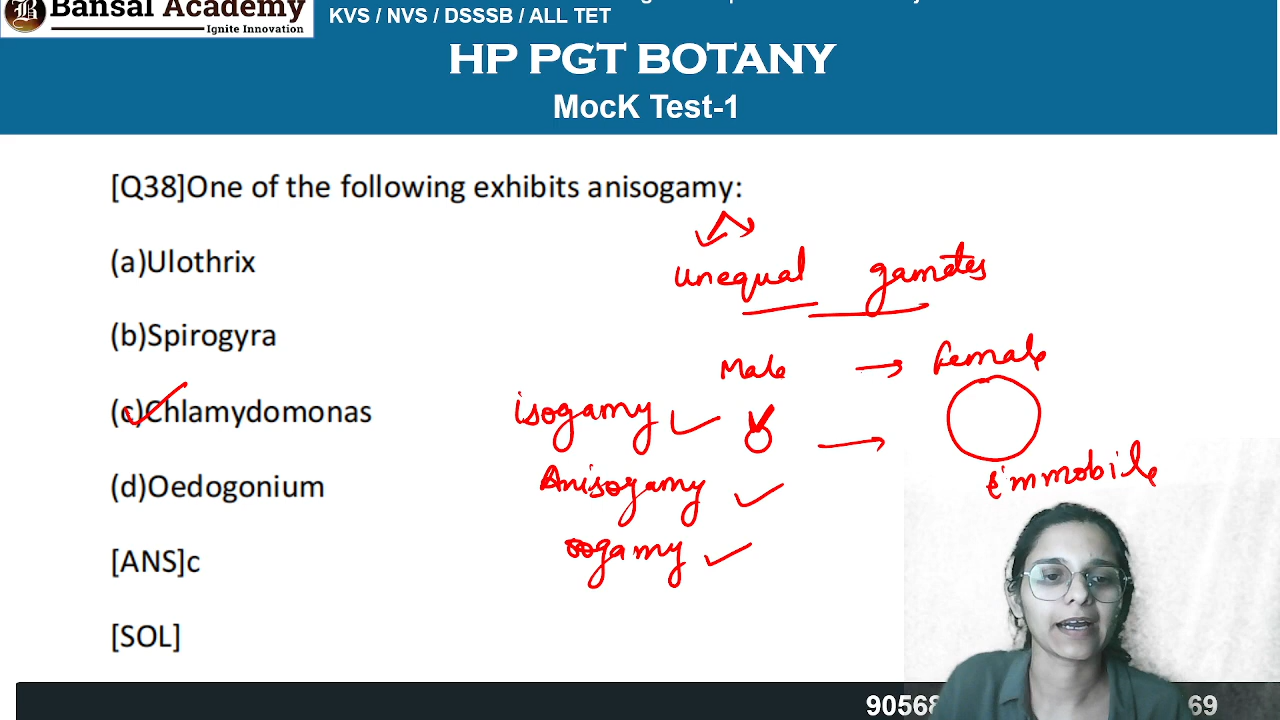 Bansal Academy
Ignite Innovation
KVS / NVS / DSSSB / ALL TET
HP PGT BOTANY
MocK Test-1
[Q38]One of the following exhibits anisogamy:
(a)Ulothrix
unequal gametes
(b)Spirogyra
Male → Female
(c)Chlamydomonas
isogamy
immobile
(d)Oedogonium
Anisogamy
oogamy
[ANS]c
[SOL]
9056
69